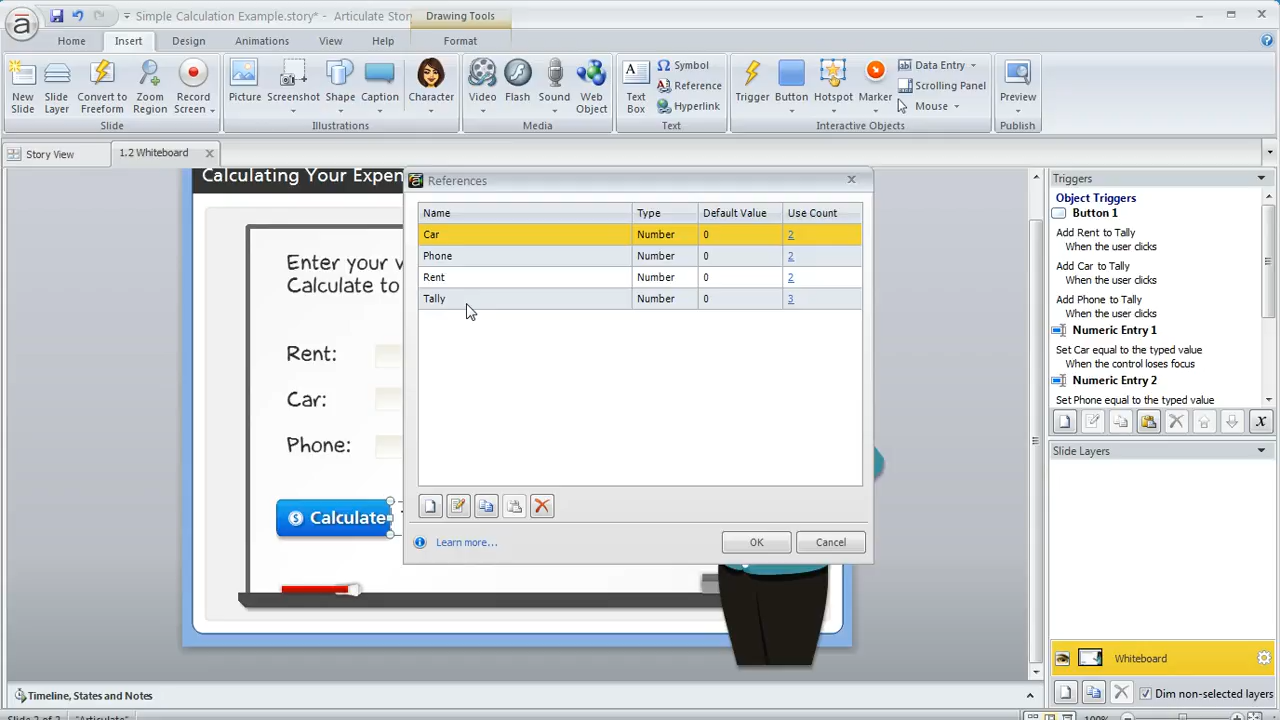 Simple Calculation Example.story* - Articulate Stor
Drawing Tools
Home
Insert
Design
Animations
View
Help
Format
New Slide
Slide Layer
Convert to Freeform
Zoom Region
Record Screen
Slide
Picture
Screenshot
Shape
Caption
Character
Illustrations
Video
Flash
Sound
Web Object
Media
Text Box
Symbol
Reference
Hyperlink
Text
Trigger
Button
Hotspot
Marker
Data Entry
Scrolling Panel
Mouse
Interactive Objects
Preview
Publish
Story View
1.2 Whiteboard
Calculating Your Expen
Enter your v
Calculate to
Rent:
Car:
Phone:
Calculate
References
Name Type Default Value Use Count
Car Number 0 2
Phone Number 0 2
Rent Number 0 2
Tally Number 0 3
Learn more...
OK
Cancel
Triggers
Object Triggers
Button 1
Add Rent to Tally
When the user clicks
Add Car to Tally
When the user clicks
Add Phone to Tally
When the user clicks
Numeric Entry 1
Set Car equal to the typed value
When the control loses focus
Numeric Entry 2
Set Phone equal to the typed value
x
Slide Layers
Whiteboard
Dim non-selected layers
Timeline, States and Notes
Slide 2 of 2
"Articulate"
100%